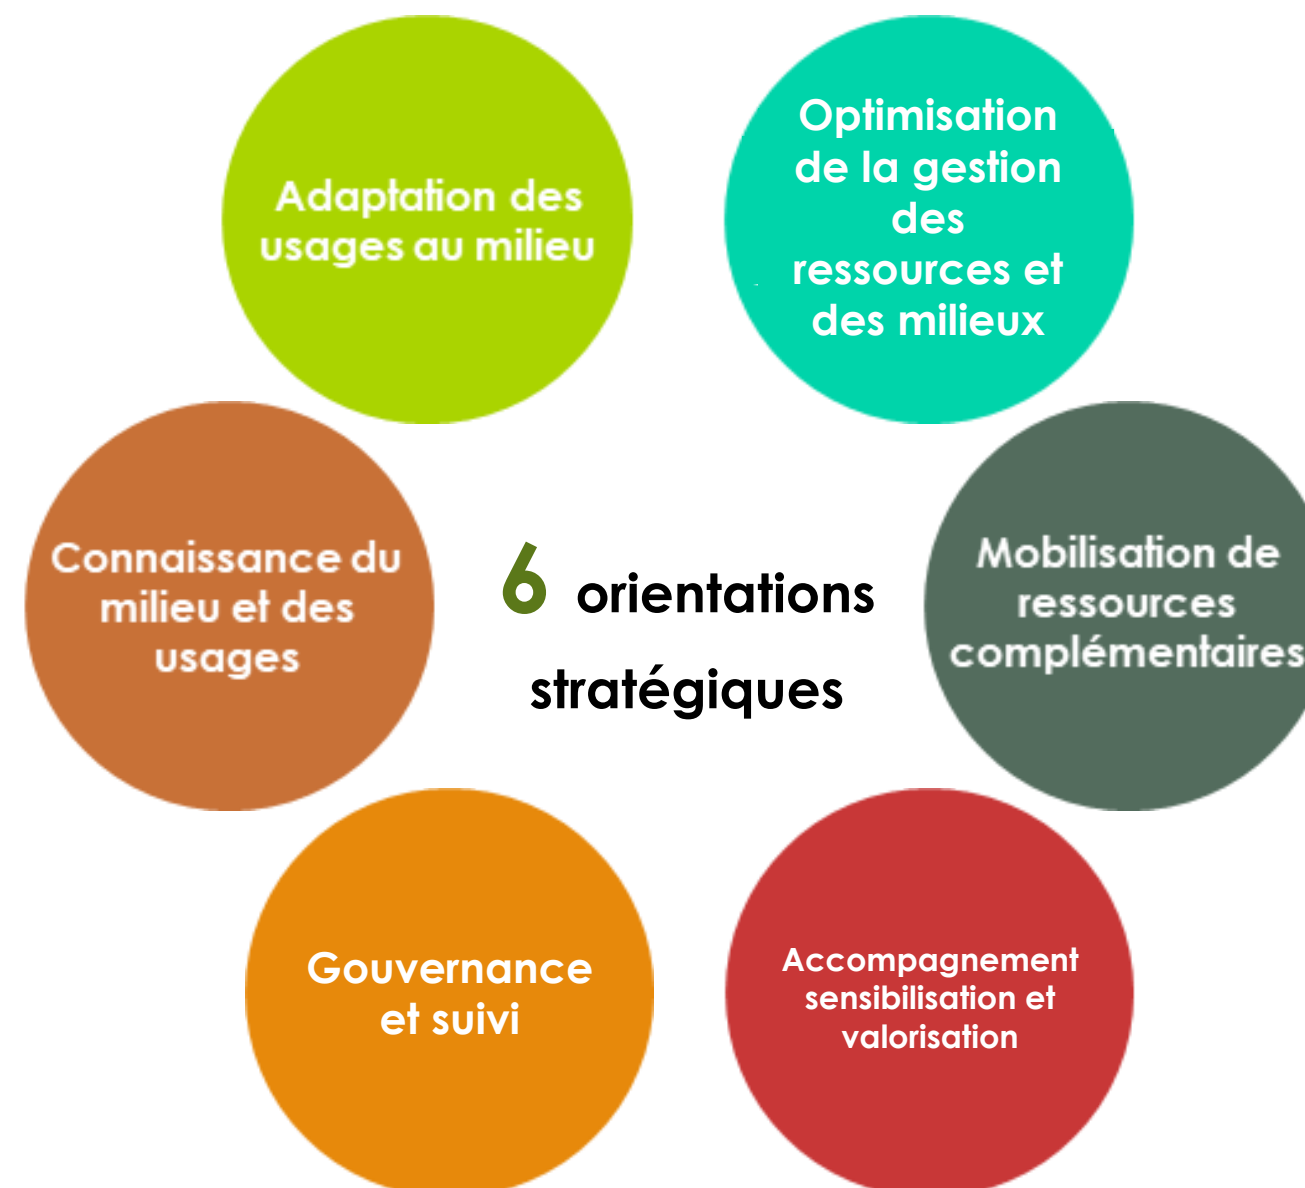 Adaptation des
usages au milieu
Optimisation
de la gestion
des
ressources et
des milieux
Connaissance du
milieu et des
usages
6 orientations
stratégiques
Mobilisation de
ressources
complémentaires
Gouvernance
et suivi
Accompagnement
sensibilisation et
valorisation